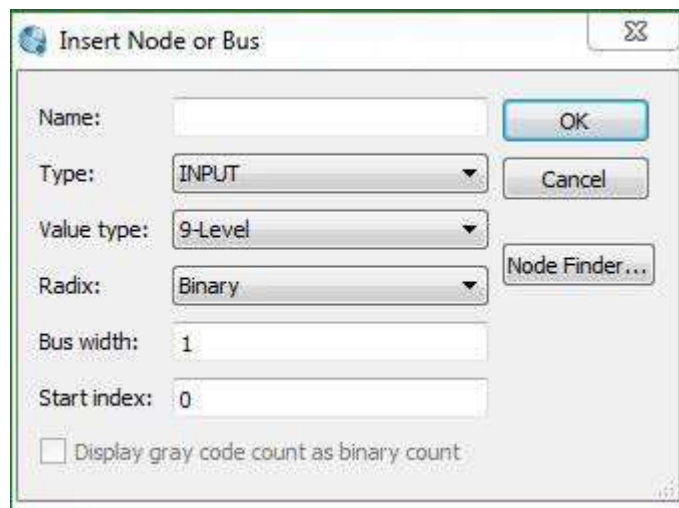 Insert Node or Bus
Name:
OK
Type: INPUT
Cancel
Value type: 9-Level
Node Finder...
Radix: Binary
Bus width: 1
Start index: 0
Display gray code count as binary count